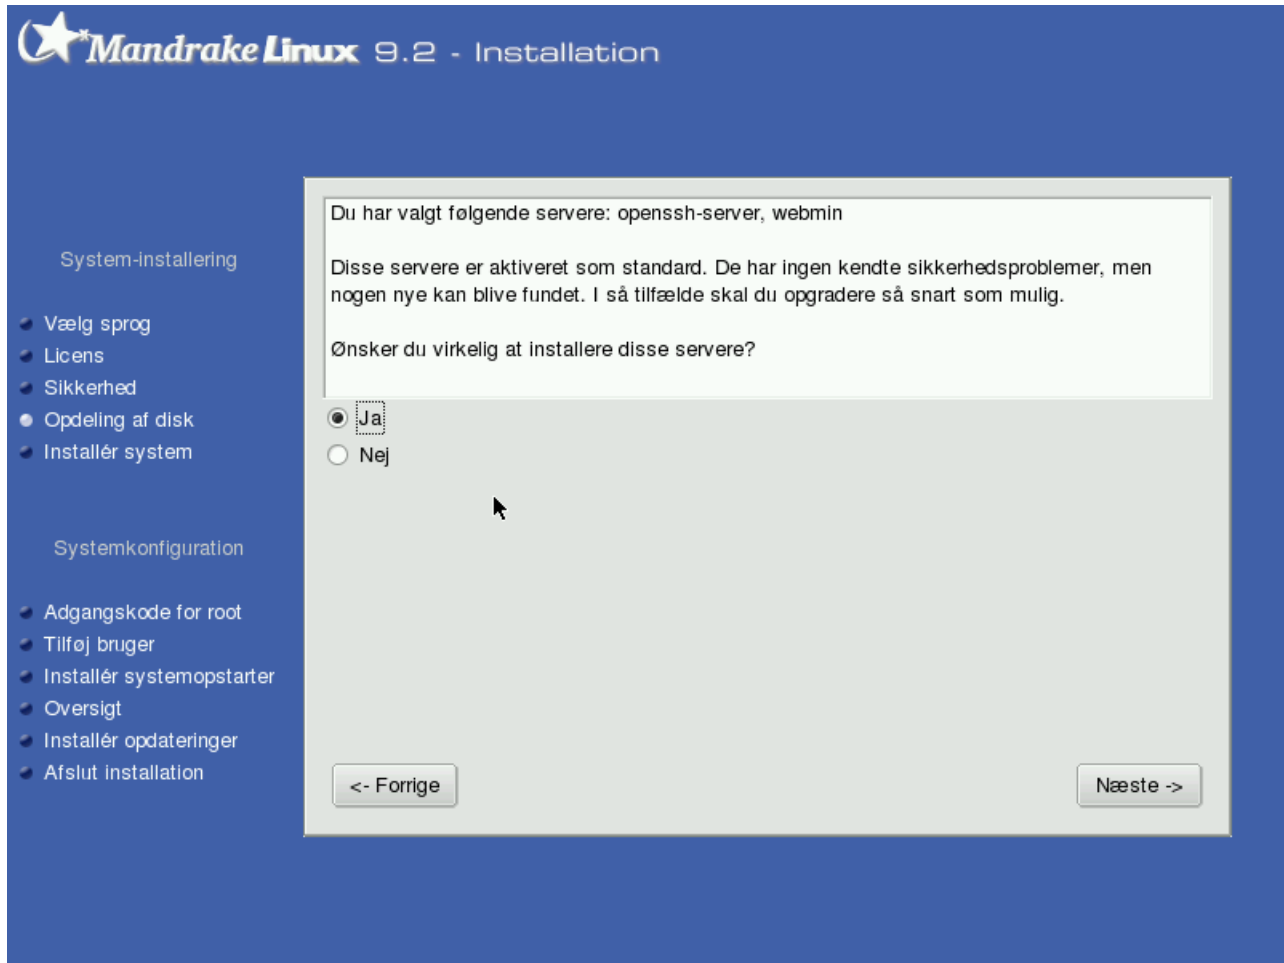 Mandrake Linux 9.2 - Installation
System-installering
Vælg sprog
Licens
Sikkerhed
Opdeling af disk
Installér system
Systemkonfiguration
Adgangskode for root
Tilføj bruger
Installér systemopstarter
Oversigt
Installér opdateringer
Afslut installation
Du har valgt følgende servere: openssh-server, webmin
Disse servere er aktiveret som standard. De har ingen kendte sikkerhedsproblemer, men
nogen nye kan blive fundet. I så tilfælde skal du opgradere så snart som mulig.
Ønsker du virkelig at installere disse servere?
Ja
Nej
<- Forrige
Næste ->